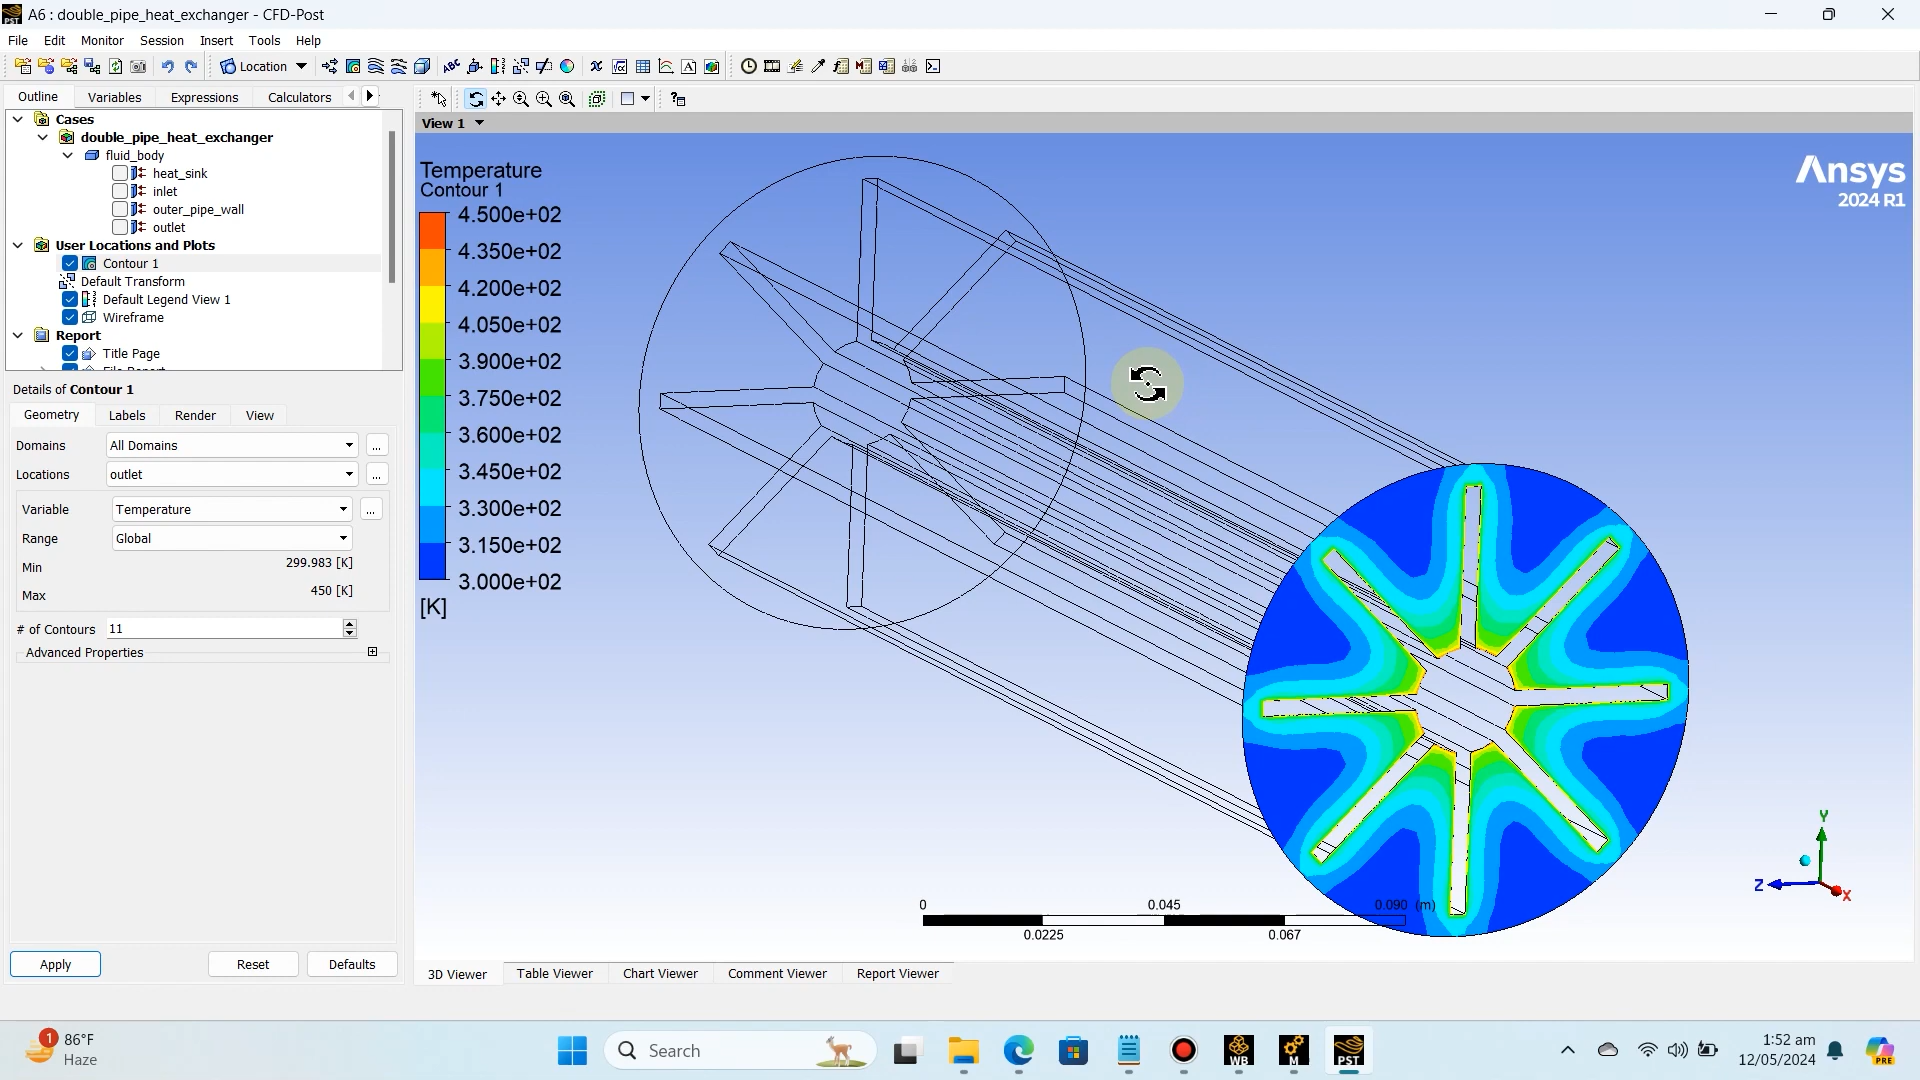 A6 : double_pipe_heat_exchanger - CFD-Post
File Edit Monitor Session Insert Tools Help
Location
Outline Variables Expressions Calculators
Cases
double_pipe_heat_exchanger
fluid_body
heat_sink
inlet
outer_pipe_wall
outlet
User Locations and Plots
Contour 1
Default Transform
Default Legend View 1
Wireframe
Report
Title Page
Details of Contour 1
Geometry Labels Render View
Domains All Domains ...
Locations outlet ...
Variable Temperature ...
Range Global
Min 299.983 [K]
Max 450 [K]
# of Contours 11
Advanced Properties
Apply Reset Defaults
View 1
Temperature
Contour 1
4.500e+02
4.350e+02
4.200e+02
4.050e+02
3.900e+02
3.750e+02
3.600e+02
3.450e+02
3.300e+02
3.150e+02
3.000e+02
[K]
Ansys
2024 R1
0 0.045 0.090 (m)
0.0225 0.067
Y
Z
X
3D Viewer Table Viewer Chart Viewer Comment Viewer Report Viewer
1
86°F
Haze
Search
WB
M
PST
1:52 am
12/05/2024
PRE